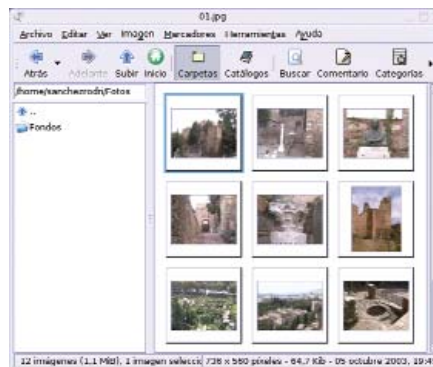 01.jpg
Archivo Editar Ver Imagen Marcadores Herramientas Ayuda
Atrás Adelante Subir Inicio Carpetas Catálogos Buscar Comentario Categorías
/home/sanchezrodri/Fotos
..
Fondos
12 imágenes (1,1 MiB), 1 imagen selecci 736 x 560 píxeles - 64,7 Kib - 05 octubre 2003, 19:4